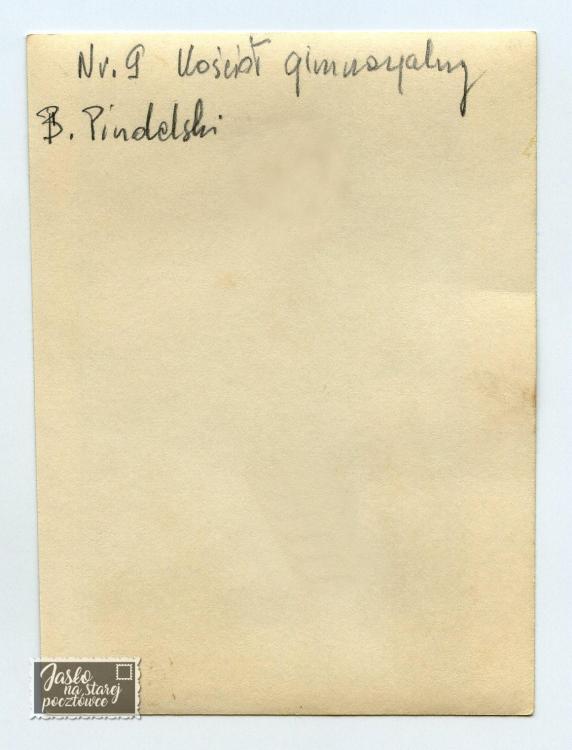 Nr. 9 Kościół gimnazjalny
B. Pindelski
Jasło
na starej
pocztówce